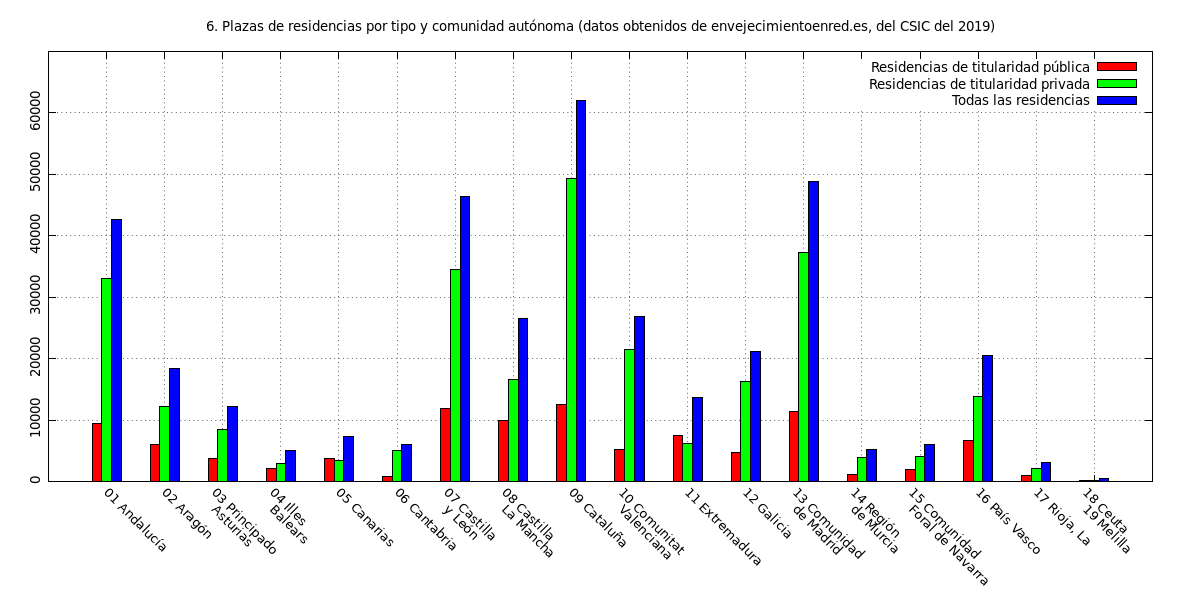 6. Plazas de residencias por tipo y comunidad autónoma (datos obtenidos de envejecimientoenred.es, del CSIC del 2019)
Residencias de titularidad pública
Residencias de titularidad privada
Todas las residencias
60000
50000
40000
30000
20000
10000
0
01 Andalucía
02 Aragón
03 Principado
Asturias
04 Illes
Balears
05 Canarias
06 Cantabria
07 Castilla
y León
08 Castilla
La Mancha
09 Cataluña
10 Comunitat
Valenciana
11 Extremadura
12 Galicia
13 Comunidad
de Madrid
14 Región
de Murcia
15 Comunidad
Foral de Navarra
16 País Vasco
17 Rioja, La
18 Ceuta
19 Melilla